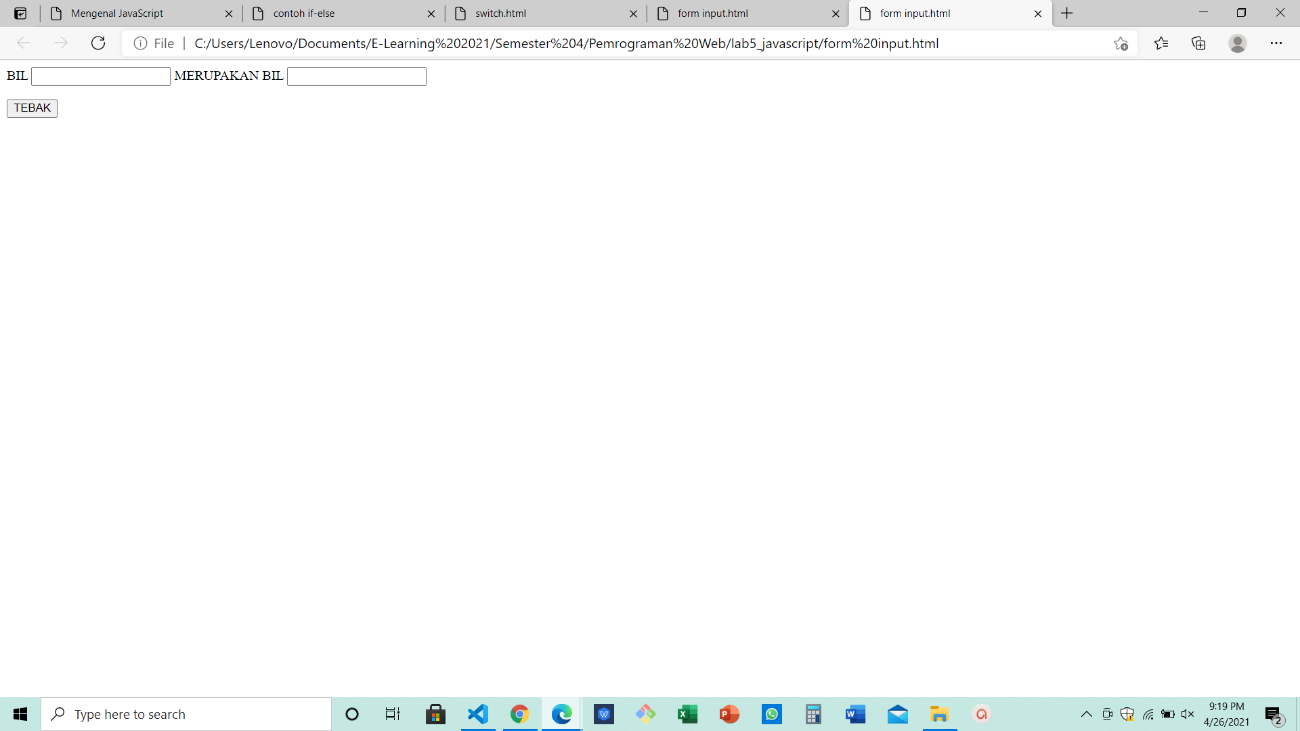 Mengenal JavaScript
contoh if-else
switch.html
form input.html
form input.html
File
C:/Users/Lenovo/Documents/E-Learning%202021/Semester%204/Pemrograman%20Web/lab5_javascript/form%20input.html
BIL MERUPAKAN BIL
TEBAK
Type here to search
9:19 PM
4/26/2021
2